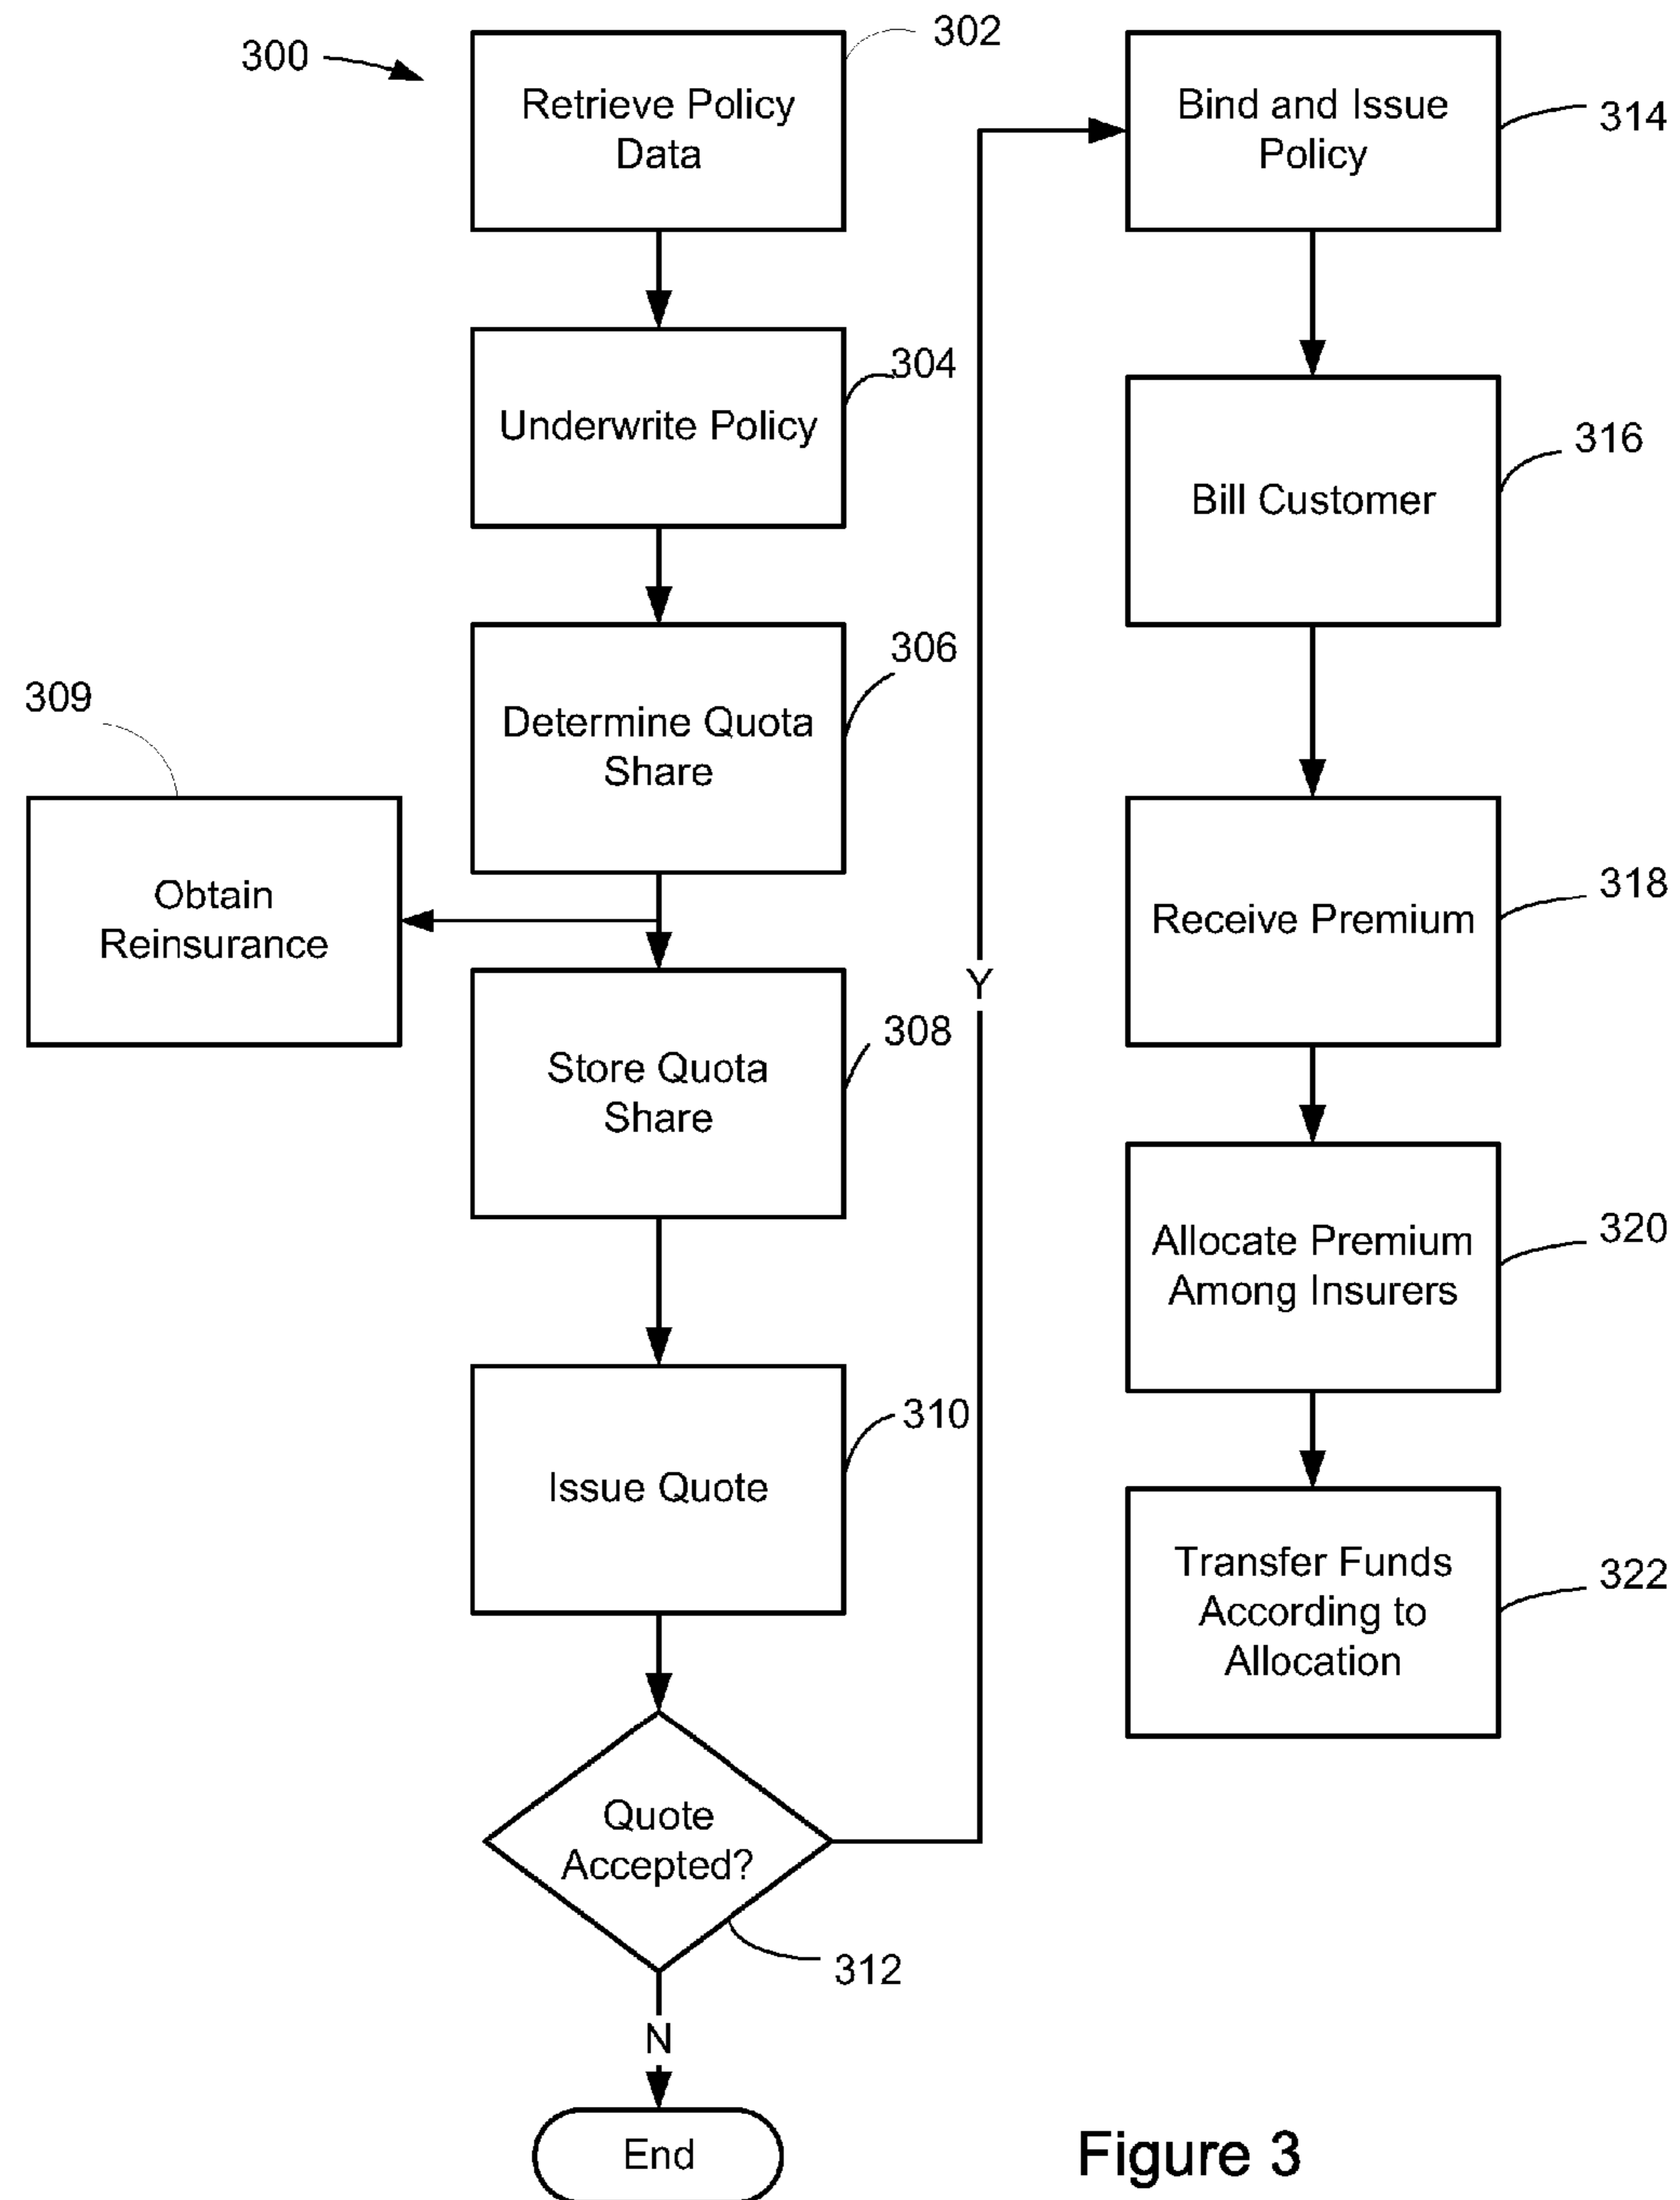 300
302
Retrieve Policy
Data
304
Underwrite Policy
306
Determine Quota
Share
309
Obtain
Reinsurance
308
Store Quota
Share
310
Issue Quote
Quote
Accepted?
312
N
End
Y
314
Bind and Issue
Policy
316
Bill Customer
318
Receive Premium
320
Allocate Premium
Among Insurers
322
Transfer Funds
According to
Allocation
Figure 3